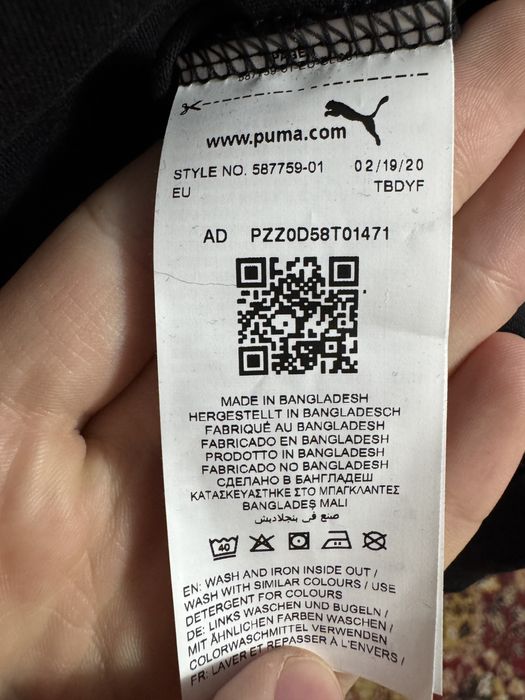 www.puma.com
STYLE NO. 587759-01 02/19/20
EU TBDYF
AD PZZ0D58T01471
MADE IN BANGLADESH
HERGESTELLT IN BANGLADESCH
FABRIQUÉ AU BANGLADESH
FABRICADO EN BANGLADESH
PRODOTTO IN BANGLADESH
FABRICADO NO BANGLADESH
СДЕЛАНО В БАНГЛАДЕШ
ΚΑΤΑΣΚΕΥΑΣΤΗΚΕ ΣΤΟ ΜΠΑΓΚΛΑΝΤΕΣ
BANGLADEŞ MALI
صنع في بنجلاديش
40
EN: WASH AND IRON INSIDE OUT /
WASH WITH SIMILAR COLOURS / USE
DETERGENT FOR COLOURS
DE: LINKS WASCHEN UND BUGELN /
MIT ÄHNLICHEN FARBEN WASCHEN /
COLORWASCHMITTEL VERWENDEN
FR: LAVER ET REPASSER À L'ENVERS /